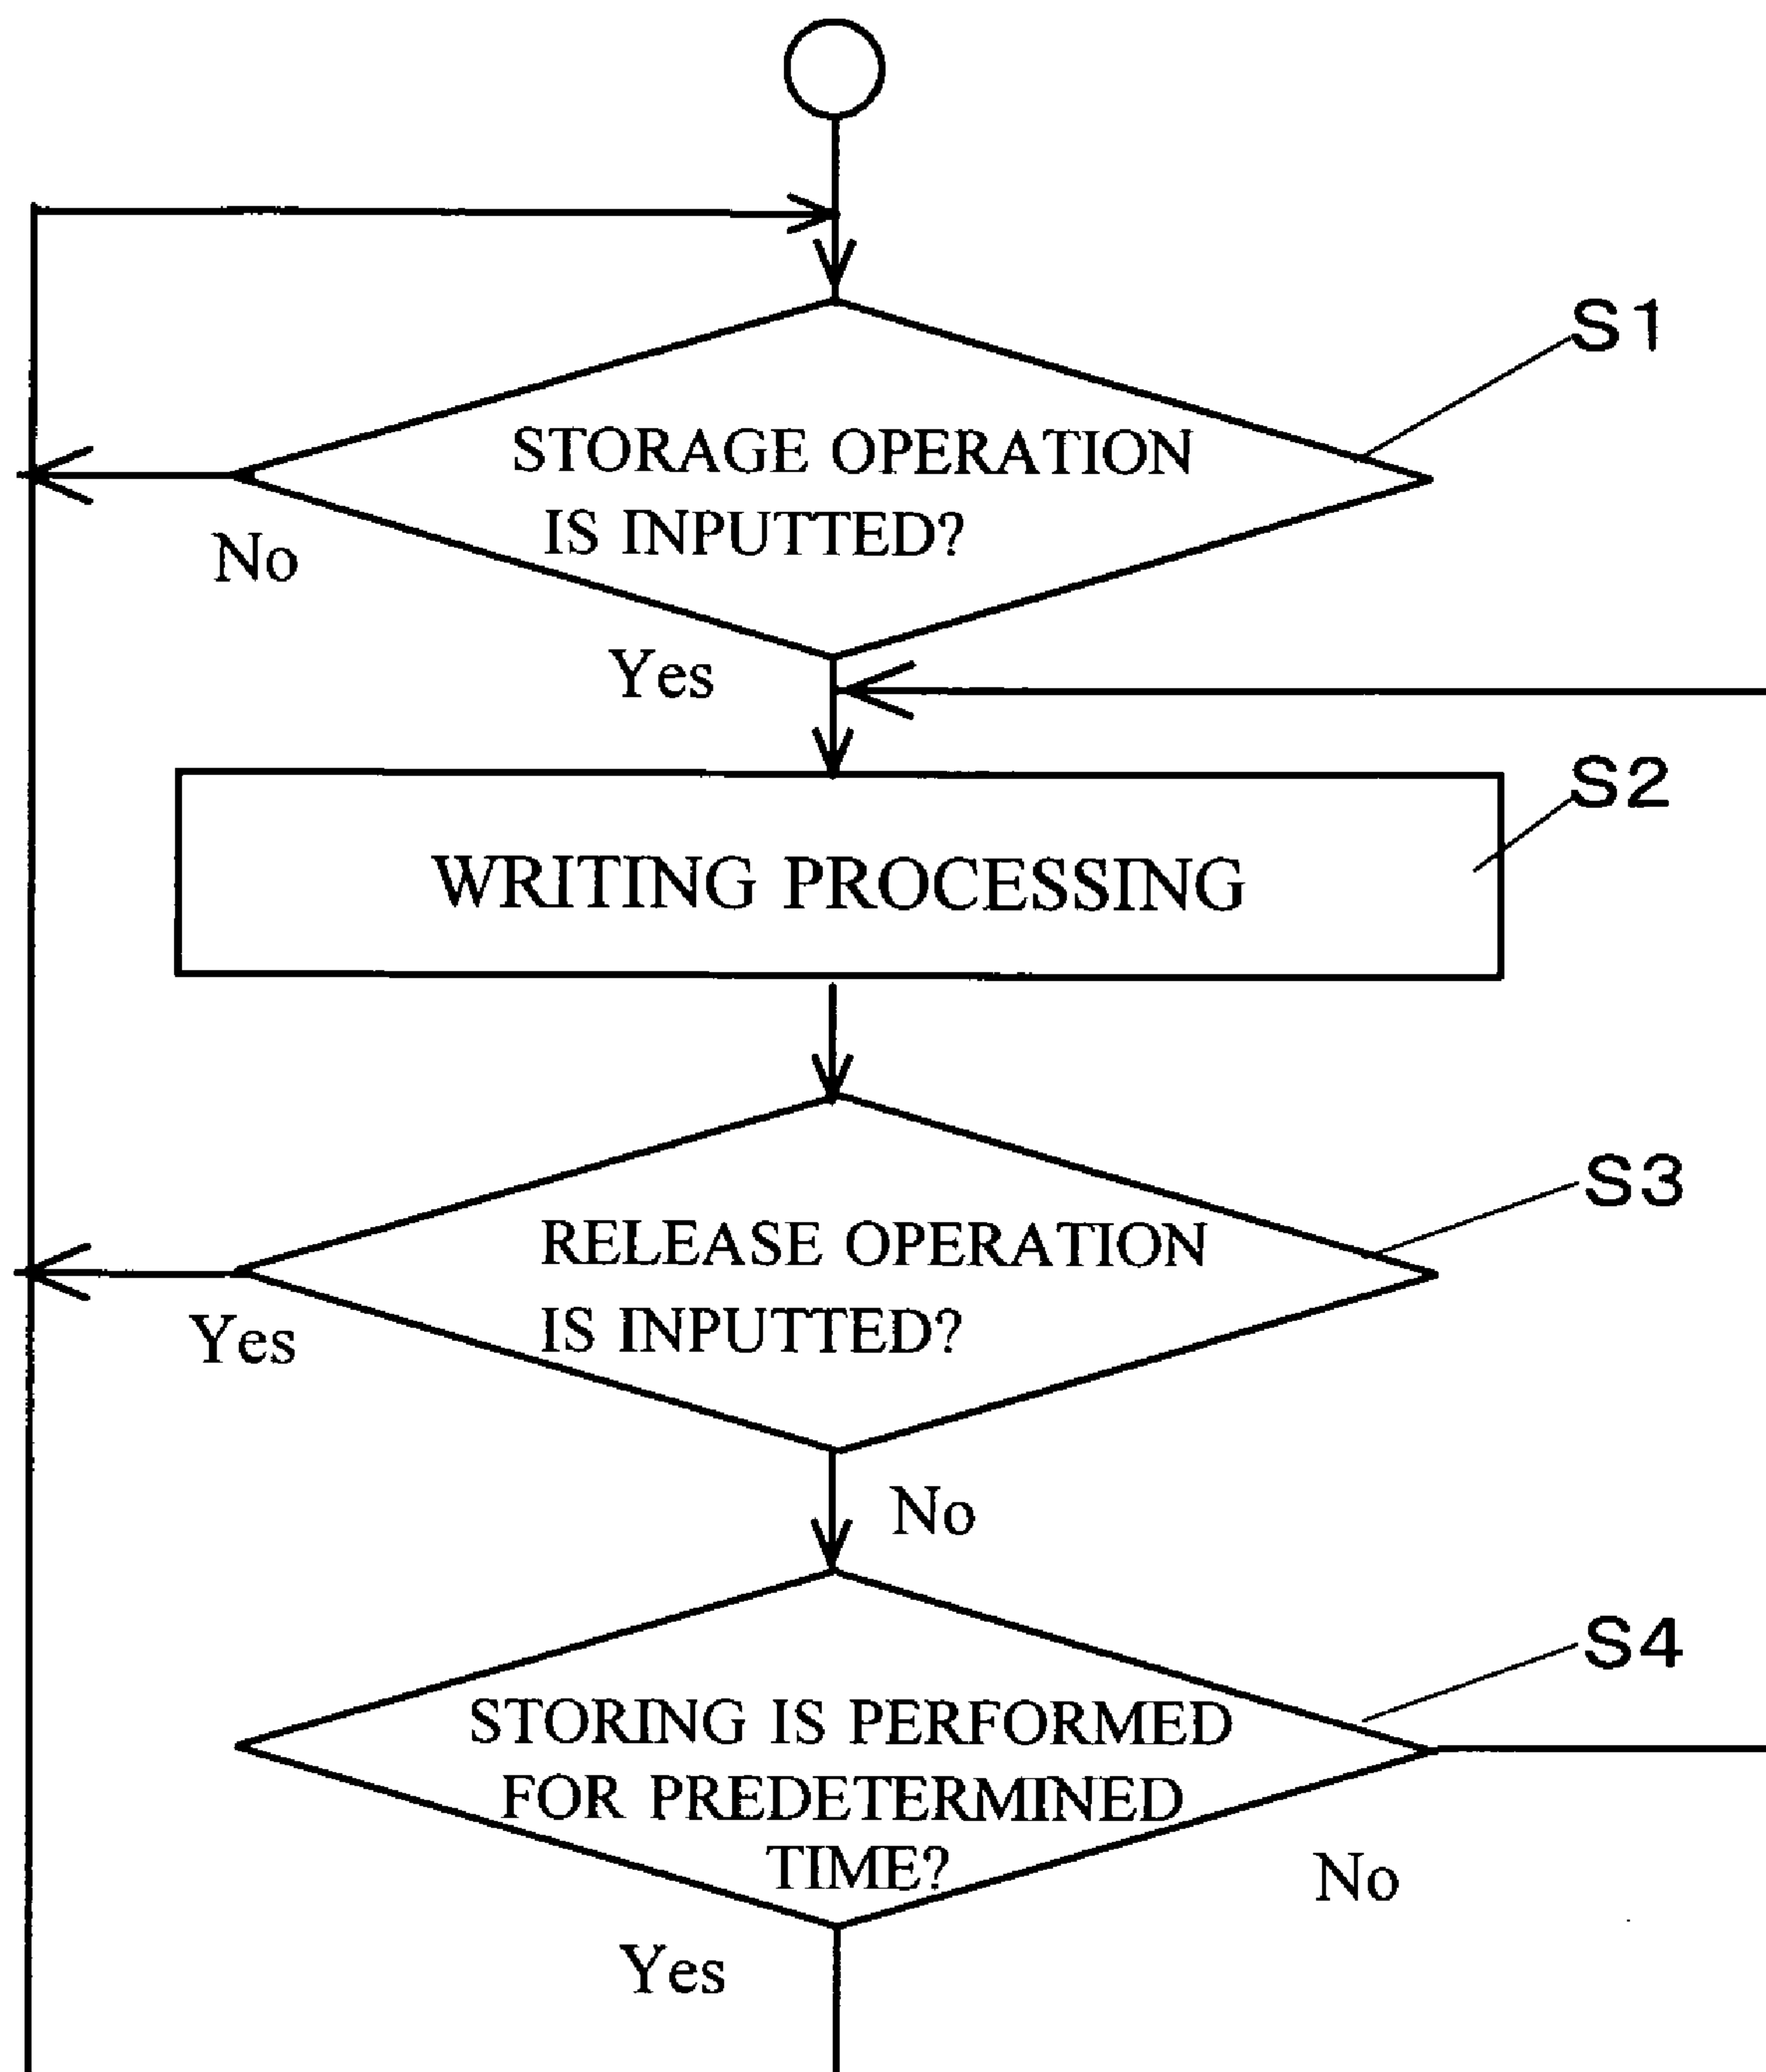 S1
STORAGE OPERATION
IS INPUTTED?
No
Yes
S2
WRITING PROCESSING
S3
RELEASE OPERATION
IS INPUTTED?
Yes
No
S4
STORING IS PERFORMED
FOR PREDETERMINED
TIME?
No
Yes